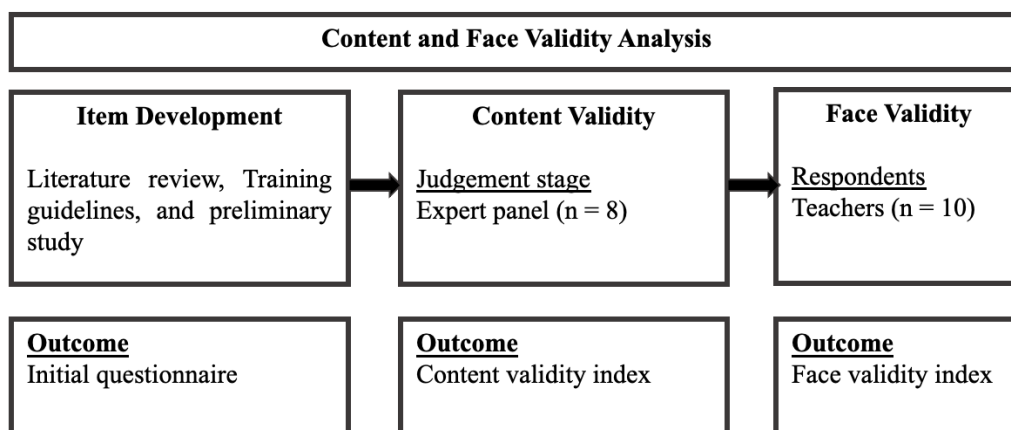 Content and Face Validity Analysis
Item Development
Literature review, Training
guidelines, and preliminary
study
Content Validity
Judgement stage
Expert panel (n = 8)
Face Validity
Respondents
Teachers (n = 10)
Outcome
Initial questionnaire
Outcome
Content validity index
Outcome
Face validity index